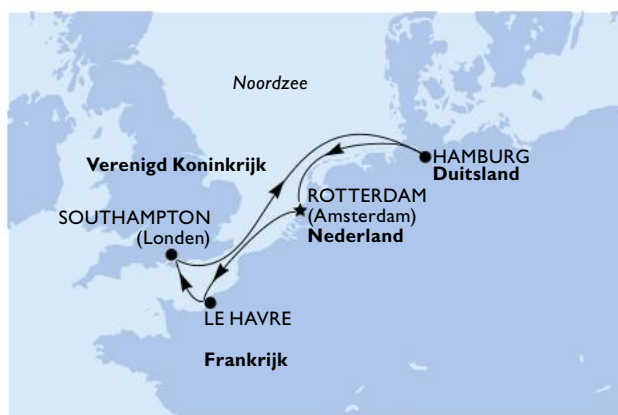 Noordzee
Verenigd Koninkrijk
HAMBURG
Duitsland
ROTTERDAM
(Amsterdam)
Nederland
SOUTHAMPTON
(Londen)
LE HAVRE
Frankrijk